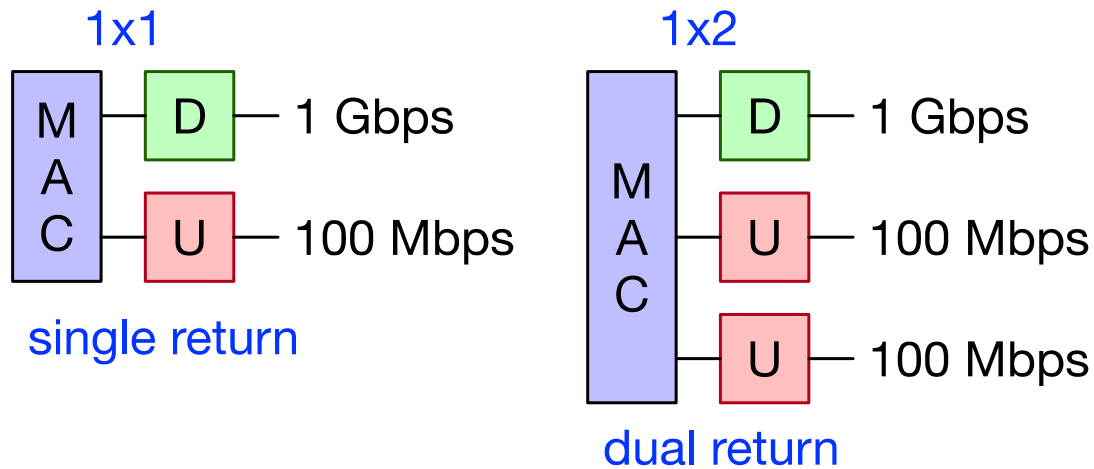 1x1
M
A
C
D
1 Gbps
U
100 Mbps
single return
1x2
M
A
C
D
1 Gbps
U
100 Mbps
U
100 Mbps
dual return